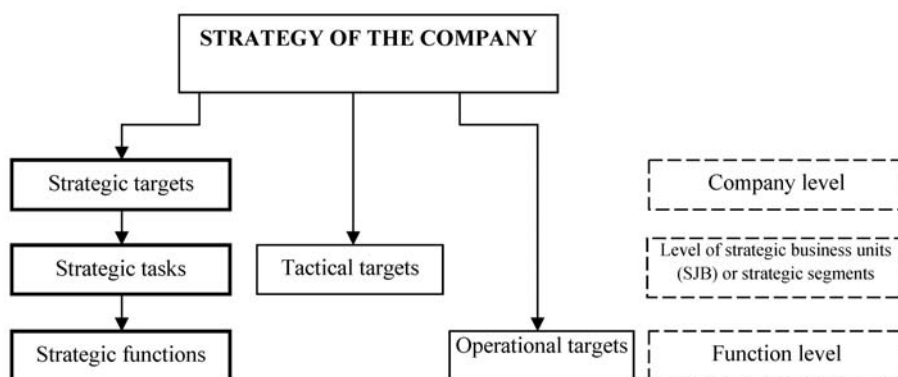 STRATEGY OF THE COMPANY
Strategic targets
Company level
Strategic tasks
Tactical targets
Level of strategic business units
(SJB) or strategic segments
Strategic functions
Operational targets
Function level